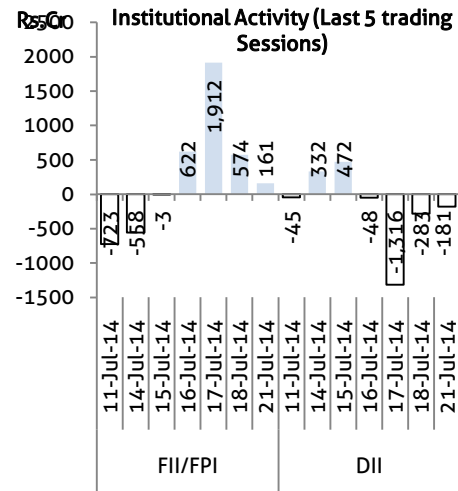 Rs. Cr
Institutional Activity (Last 5 trading
Sessions)
2500
2000
1500
1000
500
0
-500
-1000
-1500
-723
-558
-3
622
1,912
574
161
-45
332
472
-48
-1,316
-283
-181
11-Jul-14
14-Jul-14
15-Jul-14
16-Jul-14
17-Jul-14
18-Jul-14
21-Jul-14
11-Jul-14
14-Jul-14
15-Jul-14
16-Jul-14
17-Jul-14
18-Jul-14
21-Jul-14
FII/FPI
DII